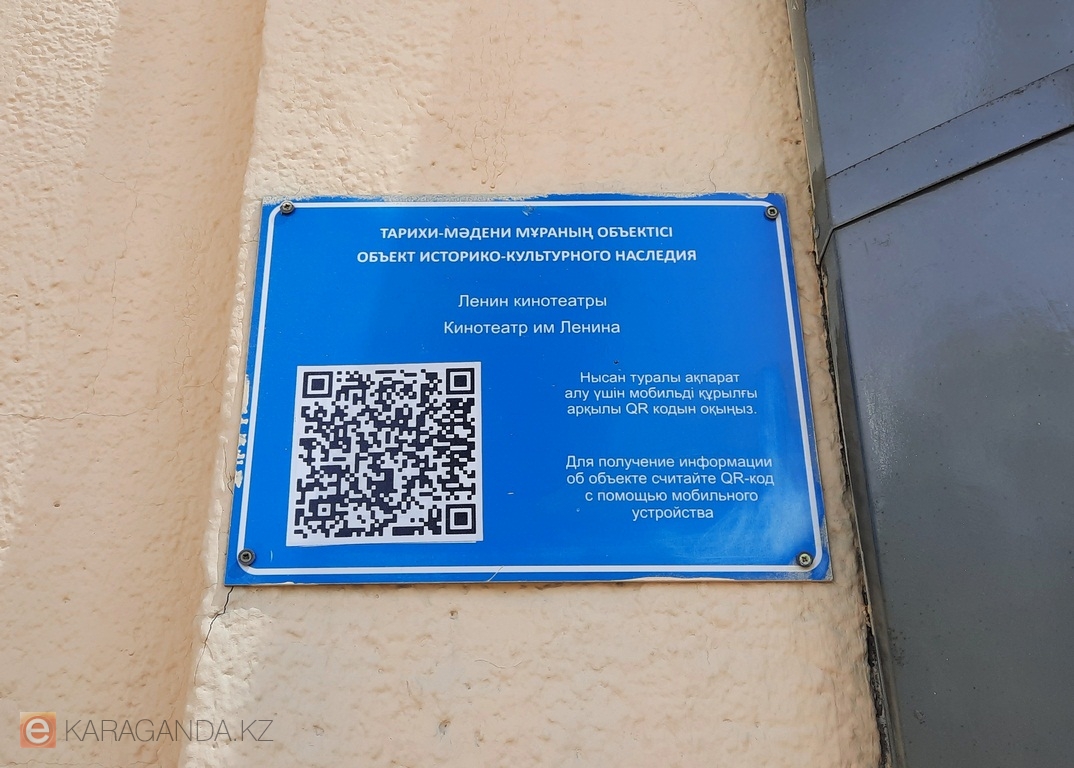 ТАРИХИ-МӘДЕНИ МҰРАНЫҢ ОБЪЕКТІСІ
ОБЪЕКТ ИСТОРИКО-КУЛЬТУРНОГО НАСЛЕДИЯ
Ленин кинотеатры
Кинотеатр им Ленина
Нысан туралы ақпарат
алу үшін мобильді құрылғы
арқылы QR кодын оқыңыз.
Для получение информации
об объекте считайте QR-код
с помощью мобильного
устройства
e KARAGANDA.KZ